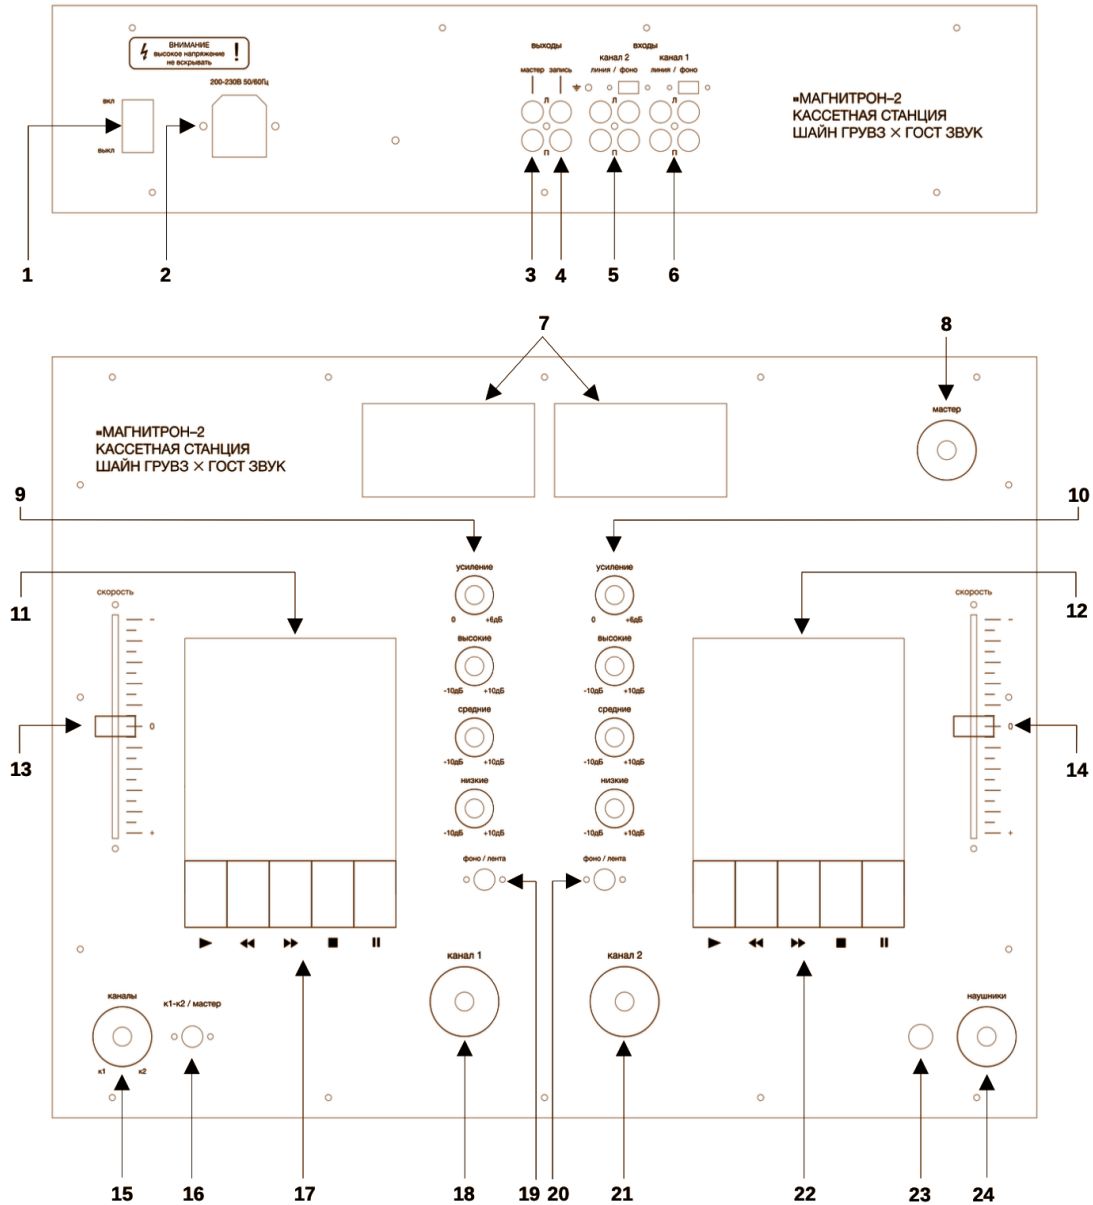 ВНИМАНИЕ
высокое напряжение
не вскрывать
!
200-230В 50/60Гц
вкл
выкл
выходы
входы
канал 2
канал 1
мастер
запись
линия / фоно
линия / фоно
Л
Л
Л
П
П
П
МАГНИТРОН–2
КАССЕТНАЯ СТАНЦИЯ
ШАЙН ГРУВЗ × ГОСТ ЗВУК
1
2
3
4
5
6
7
8
мастер
МАГНИТРОН–2
КАССЕТНАЯ СТАНЦИЯ
ШАЙН ГРУВЗ × ГОСТ ЗВУК
9
10
усиление
0 +6дБ
усиление
0 +6дБ
11
12
скорость
–
0
+
скорость
–
0
+
высокие
-10дБ +10дБ
высокие
-10дБ +10дБ
средние
-10дБ +10дБ
средние
-10дБ +10дБ
13
14
низкие
-10дБ +10дБ
низкие
-10дБ +10дБ
фоно / лента
фоно / лента
канал 1
канал 2
каналы
к1 к2
к1-к2 / мастер
наушники
15
16
17
18
19
20
21
22
23
24